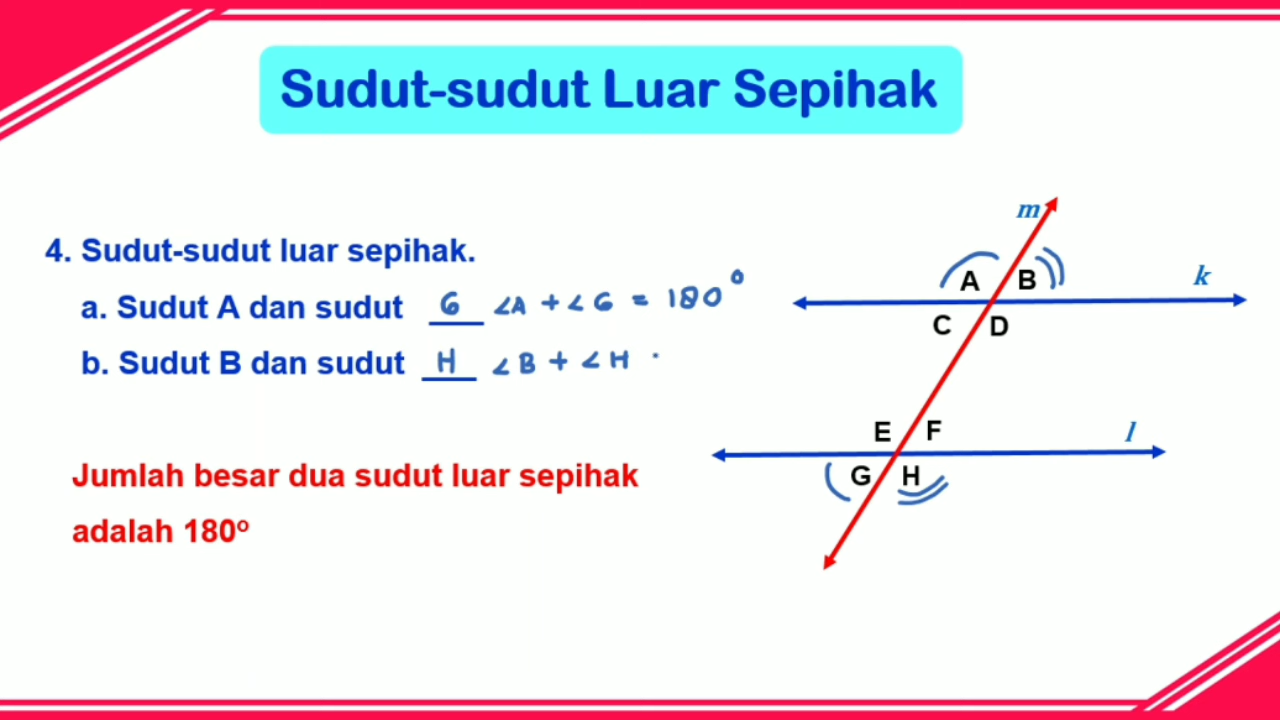 Sudut-sudut Luar Sepihak
4. Sudut-sudut luar sepihak.
a. Sudut A dan sudut G ∠A + ∠G = 180°
b. Sudut B dan sudut H ∠B + ∠H
Jumlah besar dua sudut luar sepihak
adalah 180º
m
A B k
C D
E F l
G H